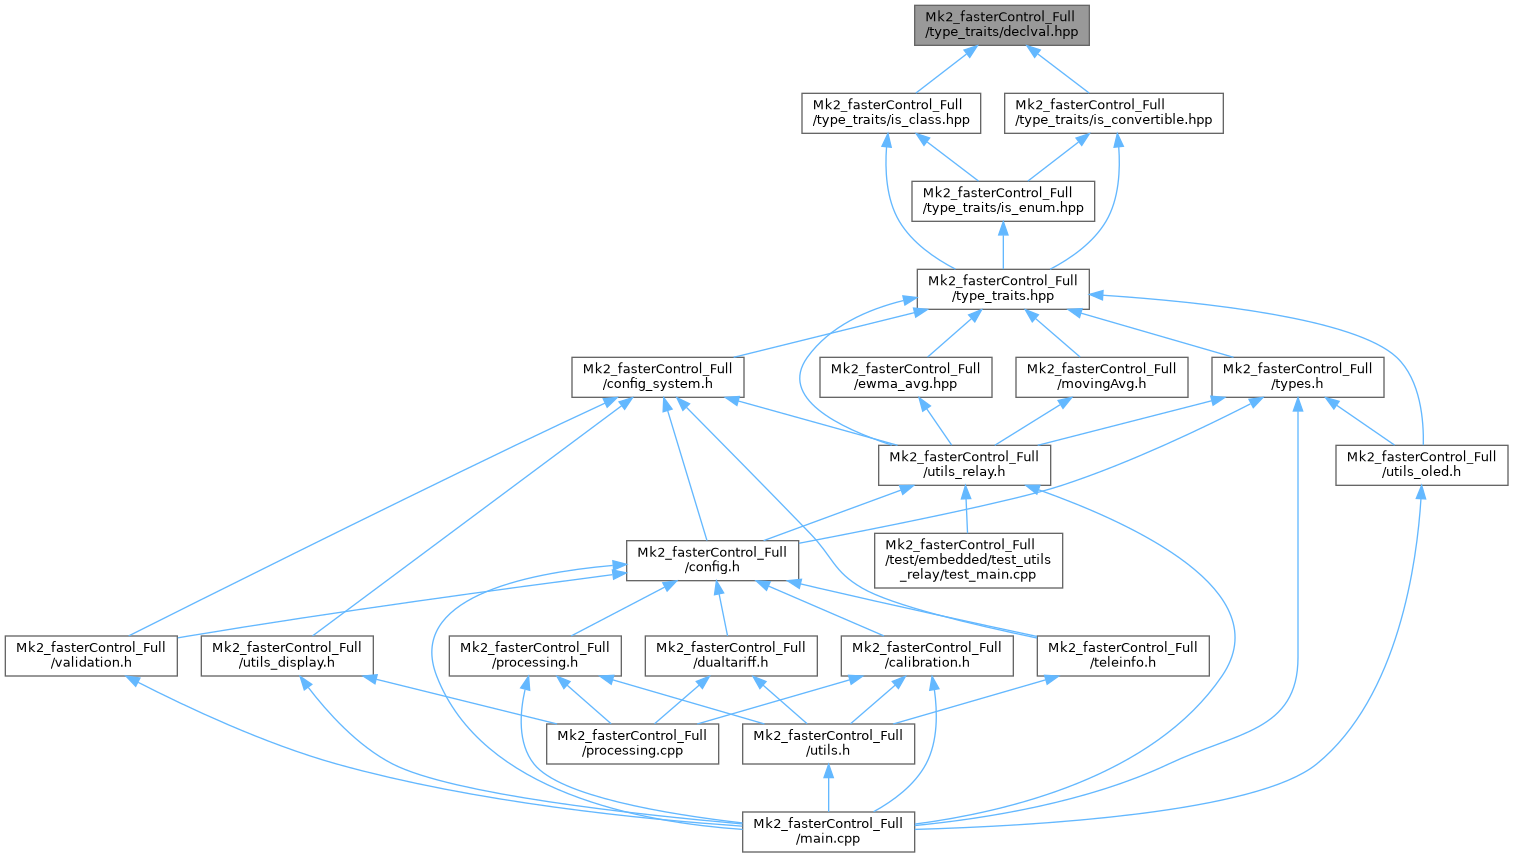 Mk2_fasterControl_Full
/type_traits/declval.hpp
Mk2_fasterControl_Full
/type_traits/is_class.hpp
Mk2_fasterControl_Full
/type_traits/is_convertible.hpp
Mk2_fasterControl_Full
/type_traits/is_enum.hpp
Mk2_fasterControl_Full
/type_traits.hpp
Mk2_fasterControl_Full
/config_system.h
Mk2_fasterControl_Full
/ewma_avg.hpp
Mk2_fasterControl_Full
/movingAvg.h
Mk2_fasterControl_Full
/types.h
Mk2_fasterControl_Full
/utils_relay.h
Mk2_fasterControl_Full
/utils_oled.h
Mk2_fasterControl_Full
/config.h
Mk2_fasterControl_Full
/test/embedded/test_utils
_relay/test_main.cpp
Mk2_fasterControl_Full
/validation.h
Mk2_fasterControl_Full
/utils_display.h
Mk2_fasterControl_Full
/processing.h
Mk2_fasterControl_Full
/dualtariff.h
Mk2_fasterControl_Full
/calibration.h
Mk2_fasterControl_Full
/teleinfo.h
Mk2_fasterControl_Full
/processing.cpp
Mk2_fasterControl_Full
/utils.h
Mk2_fasterControl_Full
/main.cpp